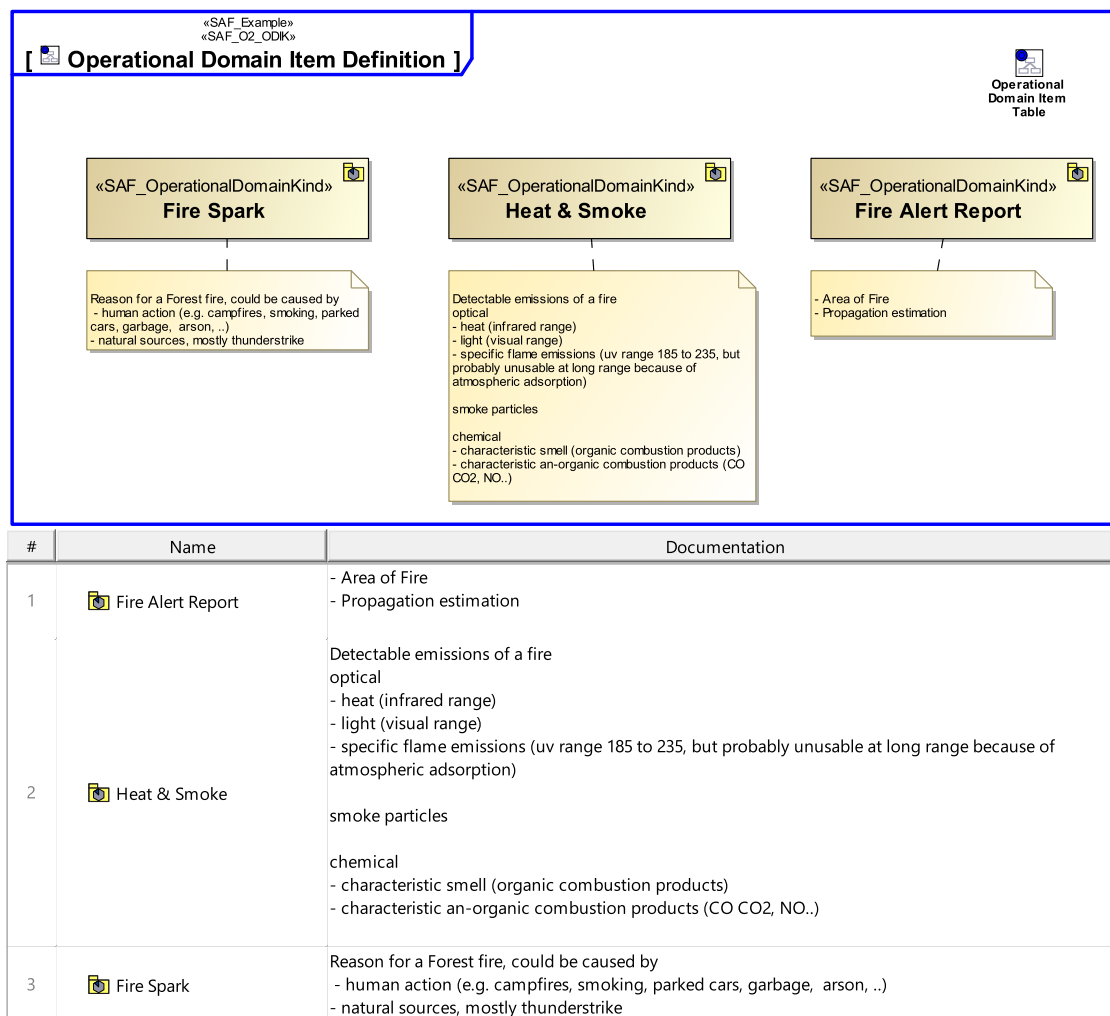 «SAF_Example»
«SAF_O2_ODIK»
[ Operational Domain Item Definition ]
Operational
Domain Item
Table
«SAF_OperationalDomainKind»
Fire Spark
«SAF_OperationalDomainKind»
Heat & Smoke
«SAF_OperationalDomainKind»
Fire Alert Report
Reason for a Forest fire, could be caused by
- human action (e.g. campfires, smoking, parked
cars, garbage, arson, ..)
- natural sources, mostly thunderstrike
Detectable emissions of a fire
optical
- heat (infrared range)
- light (visual range)
- specific flame emissions (uv range 185 to 235, but
probably unusable at long range because of
atmospheric adsorption)
smoke particles
chemical
- characteristic smell (organic combustion products)
- characteristic an-organic combustion products (CO
CO2, NO..)
- Area of Fire
- Propagation estimation
# Name Documentation
1 Fire Alert Report
- Area of Fire
- Propagation estimation
2 Heat & Smoke
Detectable emissions of a fire
optical
- heat (infrared range)
- light (visual range)
- specific flame emissions (uv range 185 to 235, but probably unusable at long range because of
atmospheric adsorption)
smoke particles
chemical
- characteristic smell (organic combustion products)
- characteristic an-organic combustion products (CO CO2, NO..)
3 Fire Spark
Reason for a Forest fire, could be caused by
- human action (e.g. campfires, smoking, parked cars, garbage, arson, ..)
- natural sources, mostly thunderstrike